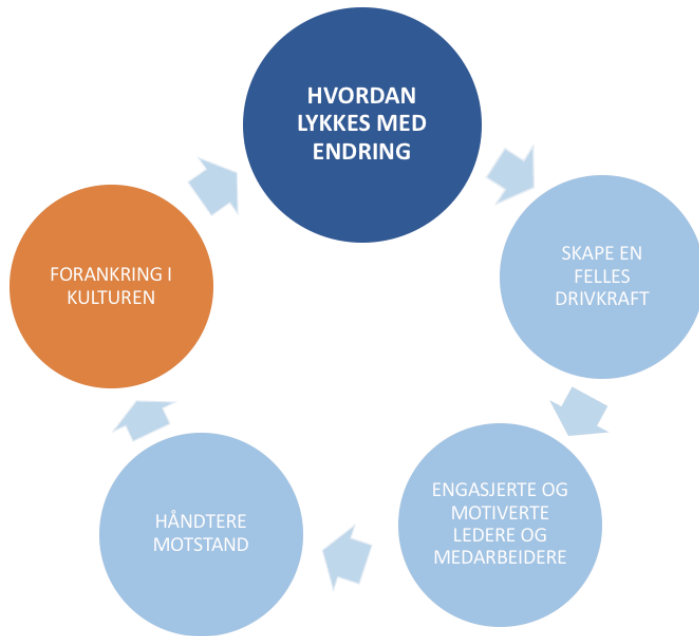 HVORDAN
LYKKES MED
ENDRING
SKAPE EN
FELLES
DRIVKRAFT
ENGASJERTE OG
MOTIVERTE
LEDERE OG
MEDARBEIDERE
HÅNDTERE
MOTSTAND
FORANKRING I
KULTUREN